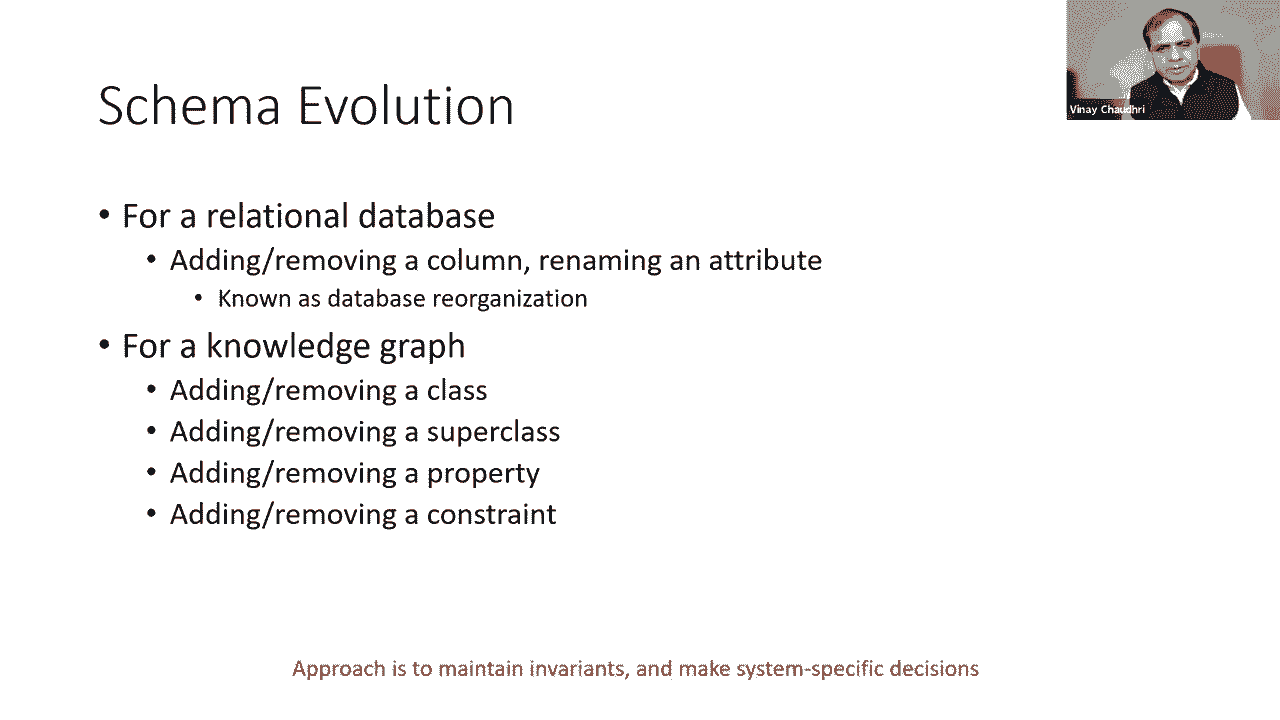 Vinay Chaudhri
Schema Evolution
• For a relational database
• Adding/removing a column, renaming an attribute
• Known as database reorganization
• For a knowledge graph
• Adding/removing a class
• Adding/removing a superclass
• Adding/removing a property
• Adding/removing a constraint
Approach is to maintain invariants, and make system-specific decisions